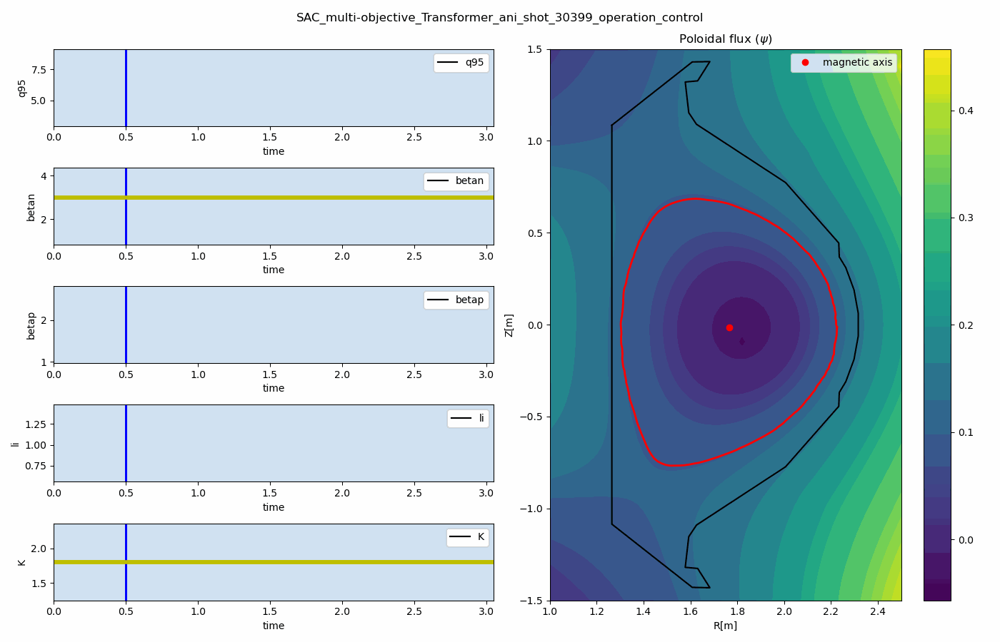 SAC_multi-objective_Transformer_ani_shot_30399_operation_control
q95
7.5
5.0
q95
0.0 0.5 1.0 1.5 2.0 2.5 3.0
time
betan
4
2
betan
0.0 0.5 1.0 1.5 2.0 2.5 3.0
time
betap
2
1
betap
0.0 0.5 1.0 1.5 2.0 2.5 3.0
time
li
1.25
1.00
0.75
li
0.0 0.5 1.0 1.5 2.0 2.5 3.0
time
K
2.0
1.5
K
0.0 0.5 1.0 1.5 2.0 2.5 3.0
time
Poloidal flux (ψ)
magnetic axis
Z[m]
1.5
1.0
0.5
0.0
−0.5
−1.0
−1.5
1.0 1.2 1.4 1.6 1.8 2.0 2.2 2.4
R[m]
0.4
0.3
0.2
0.1
0.0